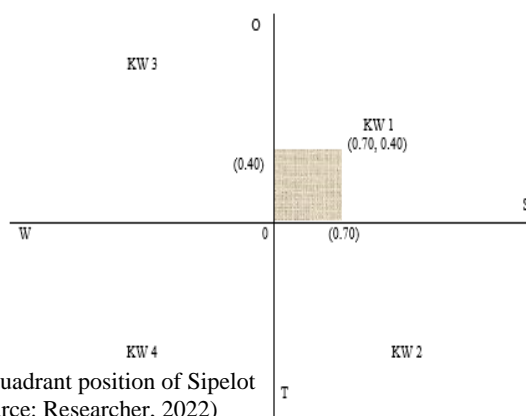 O
KW 3
KW 1
(0.70, 0.40)
(0.40)
S
W
0
(0.70)
KW 4
KW 2
uadrant position of Sipelot
T
rce: Researcher, 2022)